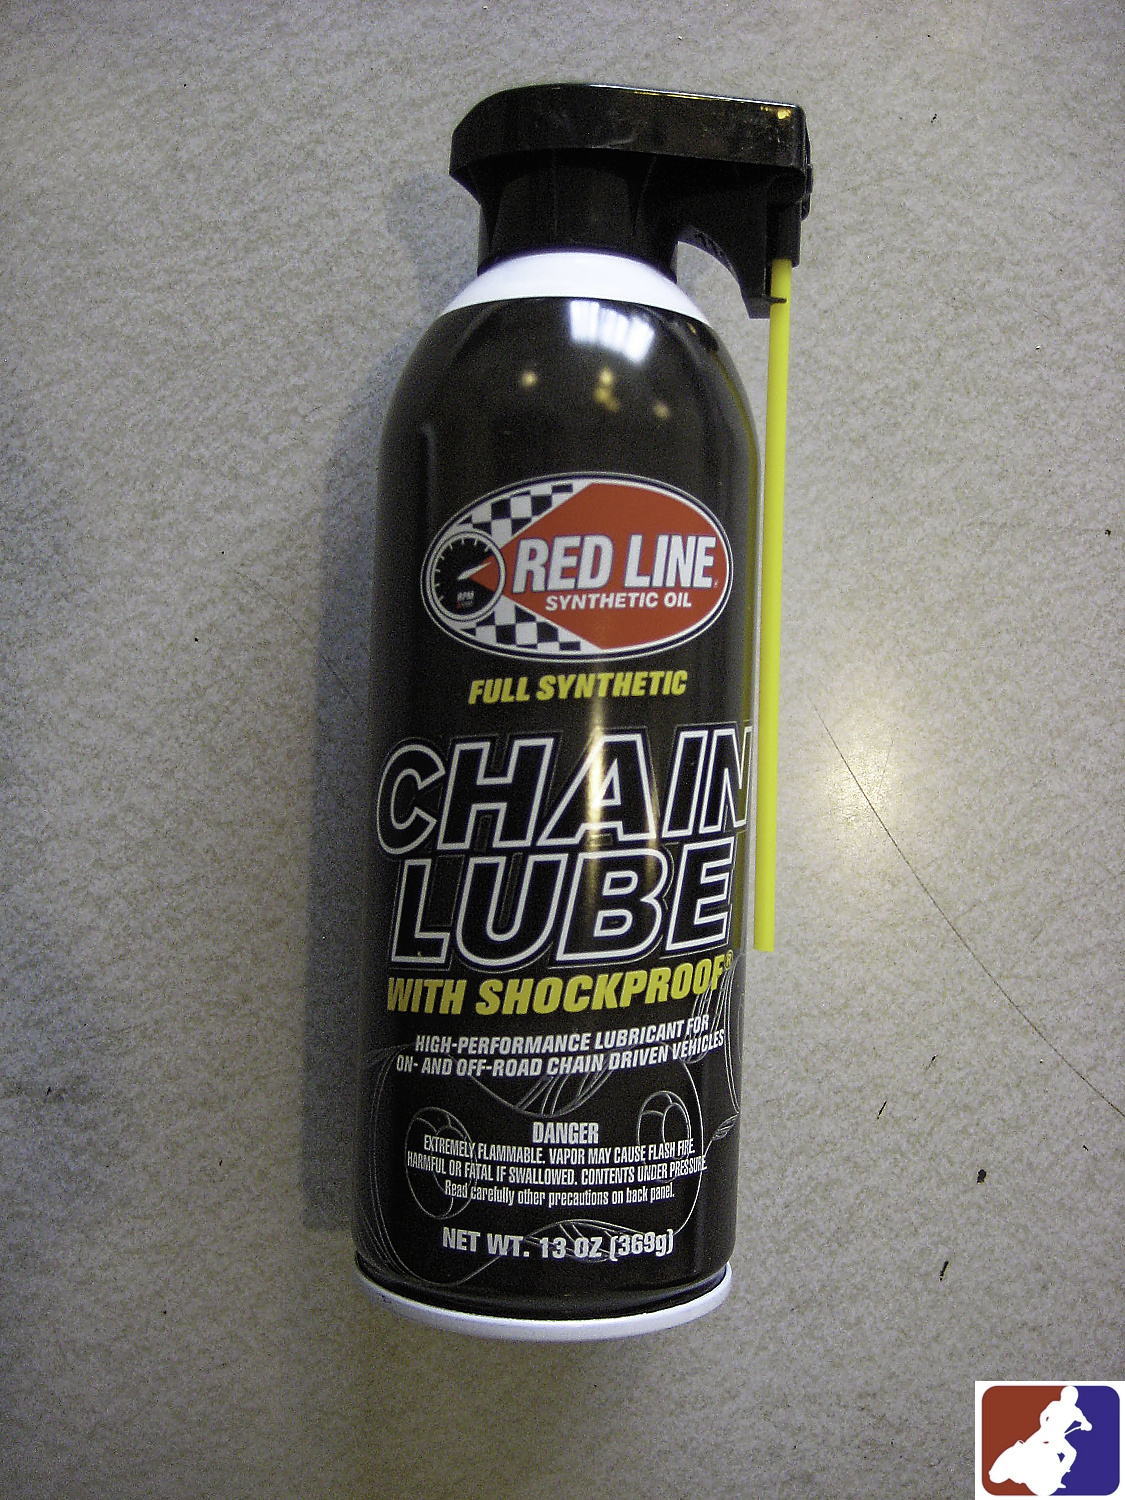 RED LINE
SYNTHETIC OIL
RPM
FULL SYNTHETIC
CHAIN
LUBE
WITH SHOCKPROOF®
HIGH-PERFORMANCE LUBRICANT FOR
ON- AND OFF-ROAD CHAIN DRIVEN VEHICLES
DANGER
EXTREMELY FLAMMABLE. VAPOR MAY CAUSE FLASH FIRE.
HARMFUL OR FATAL IF SWALLOWED. CONTENTS UNDER PRESSURE.
Read carefully other precautions on back panel.
NET WT. 13 OZ (369g)